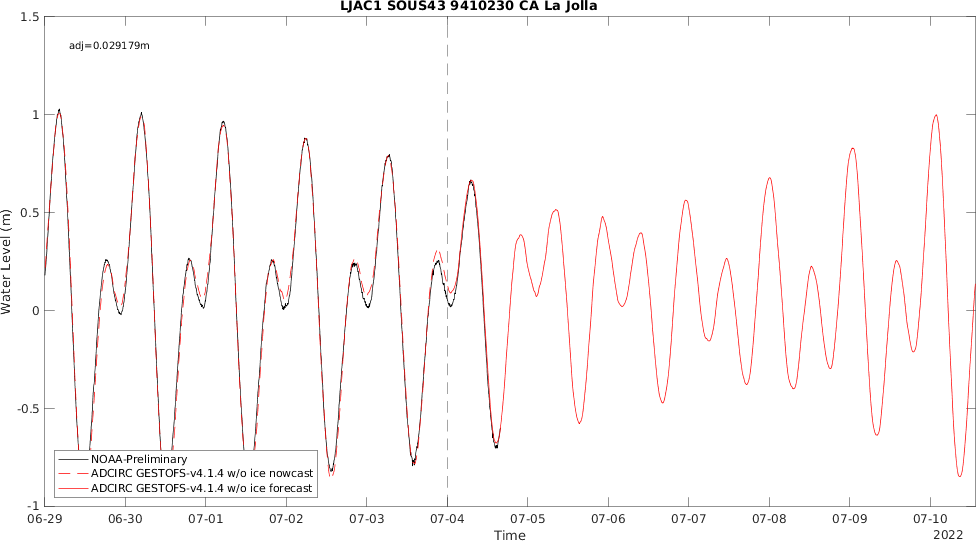 LJAC1 SOUS43 9410230 CA La Jolla
adj=0.029179m
Water Level (m)
1.5
1
0.5
0
-0.5
-1
NOAA-Preliminary
ADCIRC GESTOFS-v4.1.4 w/o ice nowcast
ADCIRC GESTOFS-v4.1.4 w/o ice forecast
06-29 06-30 07-01 07-02 07-03 07-04 07-05 07-06 07-07 07-08 07-09 07-10
Time
2022